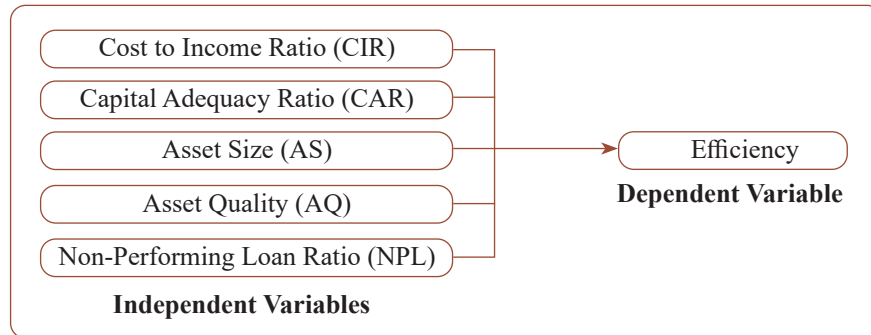 Cost to Income Ratio (CIR)
Capital Adequacy Ratio (CAR)
Asset Size (AS)
Asset Quality (AQ)
Non-Performing Loan Ratio (NPL)
Independent Variables
Efficiency
Dependent Variable